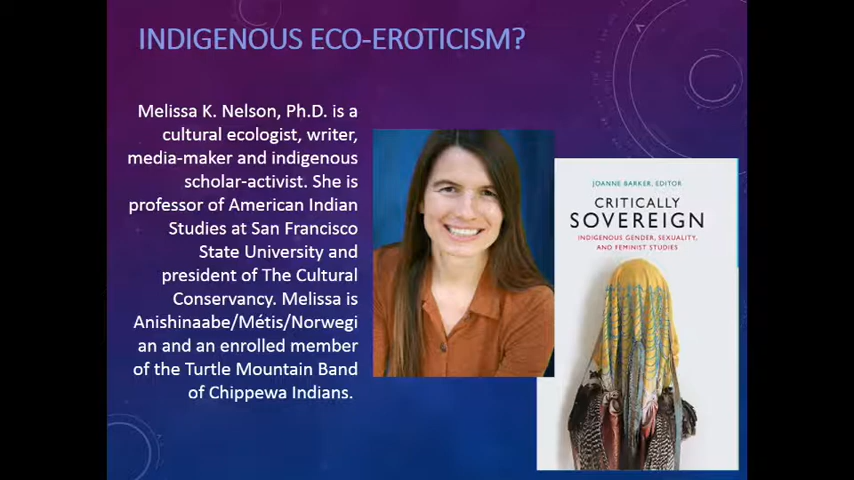 INDIGENOUS ECO-EROTICISM?
Melissa K. Nelson, Ph.D. is a
cultural ecologist, writer,
media-maker and indigenous
scholar-activist. She is
professor of American Indian
Studies at San Francisco
State University and
president of The Cultural
Conservancy. Melissa is
Anishinaabe/Métis/Norwegi
an and an enrolled member
of the Turtle Mountain Band
of Chippewa Indians.
JOANNE BARKER, EDITOR
CRITICALLY
SOVEREIGN
INDIGENOUS GENDER, SEXUALITY,
AND FEMINIST STUDIES